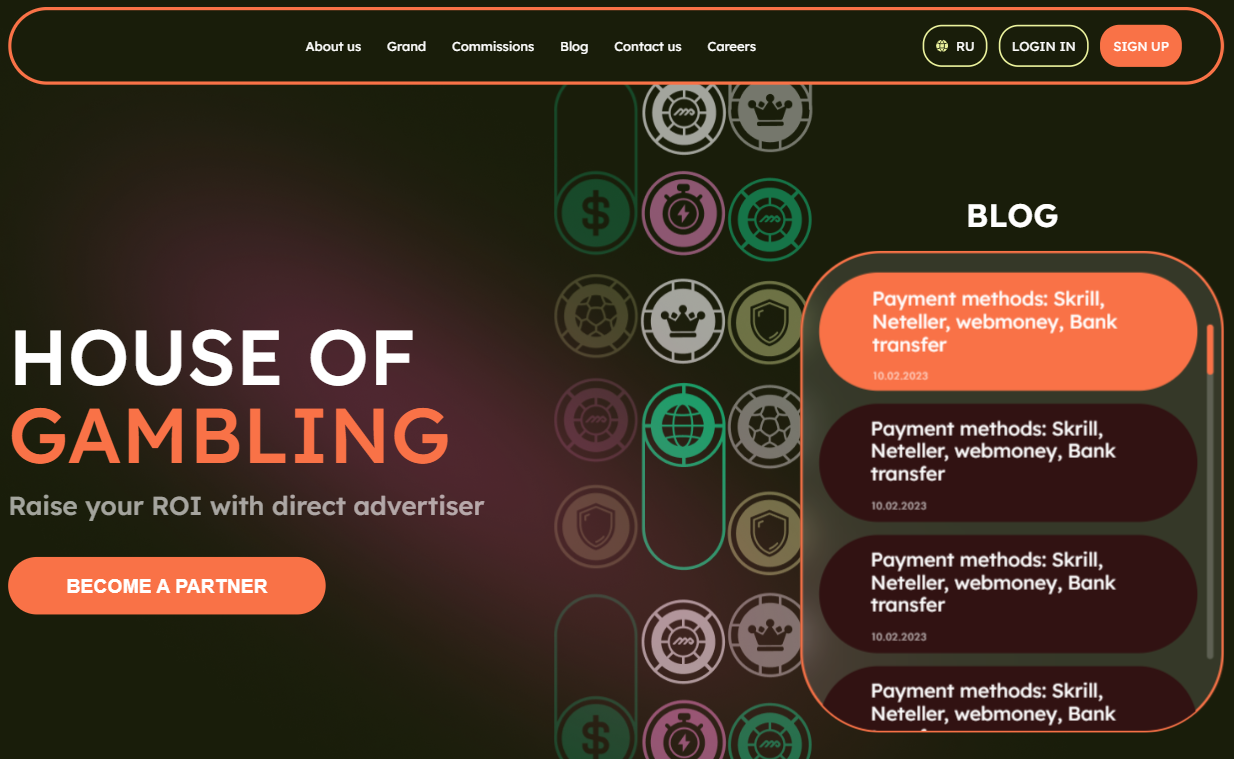 About us
Grand
Commissions
Blog
Contact us
Careers
RU
LOGIN IN
SIGN UP
HOUSE OF
GAMBLING
Raise your ROI with direct advertiser
BECOME A PARTNER
BLOG
Payment methods: Skrill,
Neteller, webmoney, Bank
transfer
10.02.2023
Payment methods: Skrill,
Neteller, webmoney, Bank
transfer
10.02.2023
Payment methods: Skrill,
Neteller, webmoney, Bank
transfer
10.02.2023
Payment methods: Skrill,
Neteller, webmoney, Bank